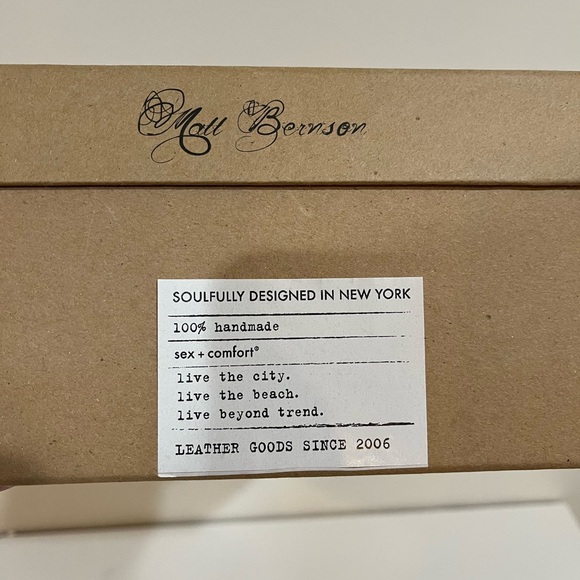 Matt Bernson
SOULFULLY DESIGNED IN NEW YORK
100% handmade
sex + comfort®
live the city.
live the beach.
live beyond trend.
LEATHER GOODS SINCE 2006